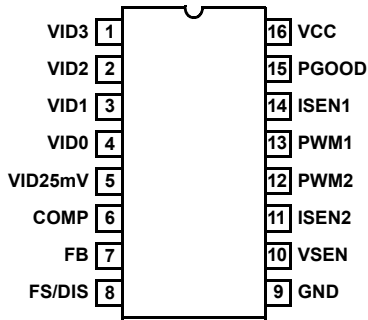 VID3 1 16 VCC
VID2 2 15 PGOOD
VID1 3 14 ISEN1
VID0 4 13 PWM1
VID25mV 5 12 PWM2
COMP 6 11 ISEN2
FB 7 10 VSEN
FS/DIS 8 9 GND